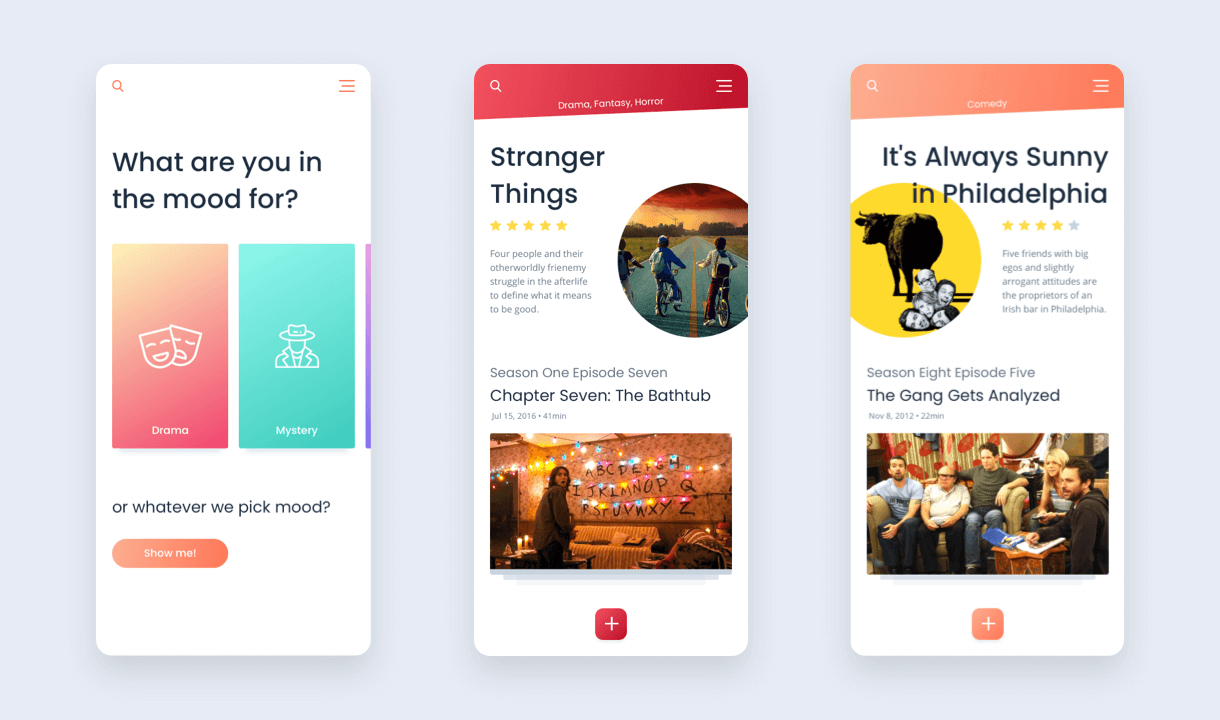 What are you in
the mood for?
Drama
Mystery
or whatever we pick mood?
Show me!
Drama, Fantasy, Horror
Stranger
Things
Four people and their
otherworldly frienemy
struggle in the afterlife
to define what it means
to be good.
Season One Episode Seven
Chapter Seven: The Bathtub
Jul 15, 2016 • 41min
A B C D E F G H
I J K L M N O P Q
R S T U V W X Y Z
Comedy
It's Always Sunny
in Philadelphia
Five friends with big
egos and slightly
arrogant attitudes are
the proprietors of an
Irish bar in Philadelphia.
Season Eight Episode Five
The Gang Gets Analyzed
Nov 8, 2012 • 22min